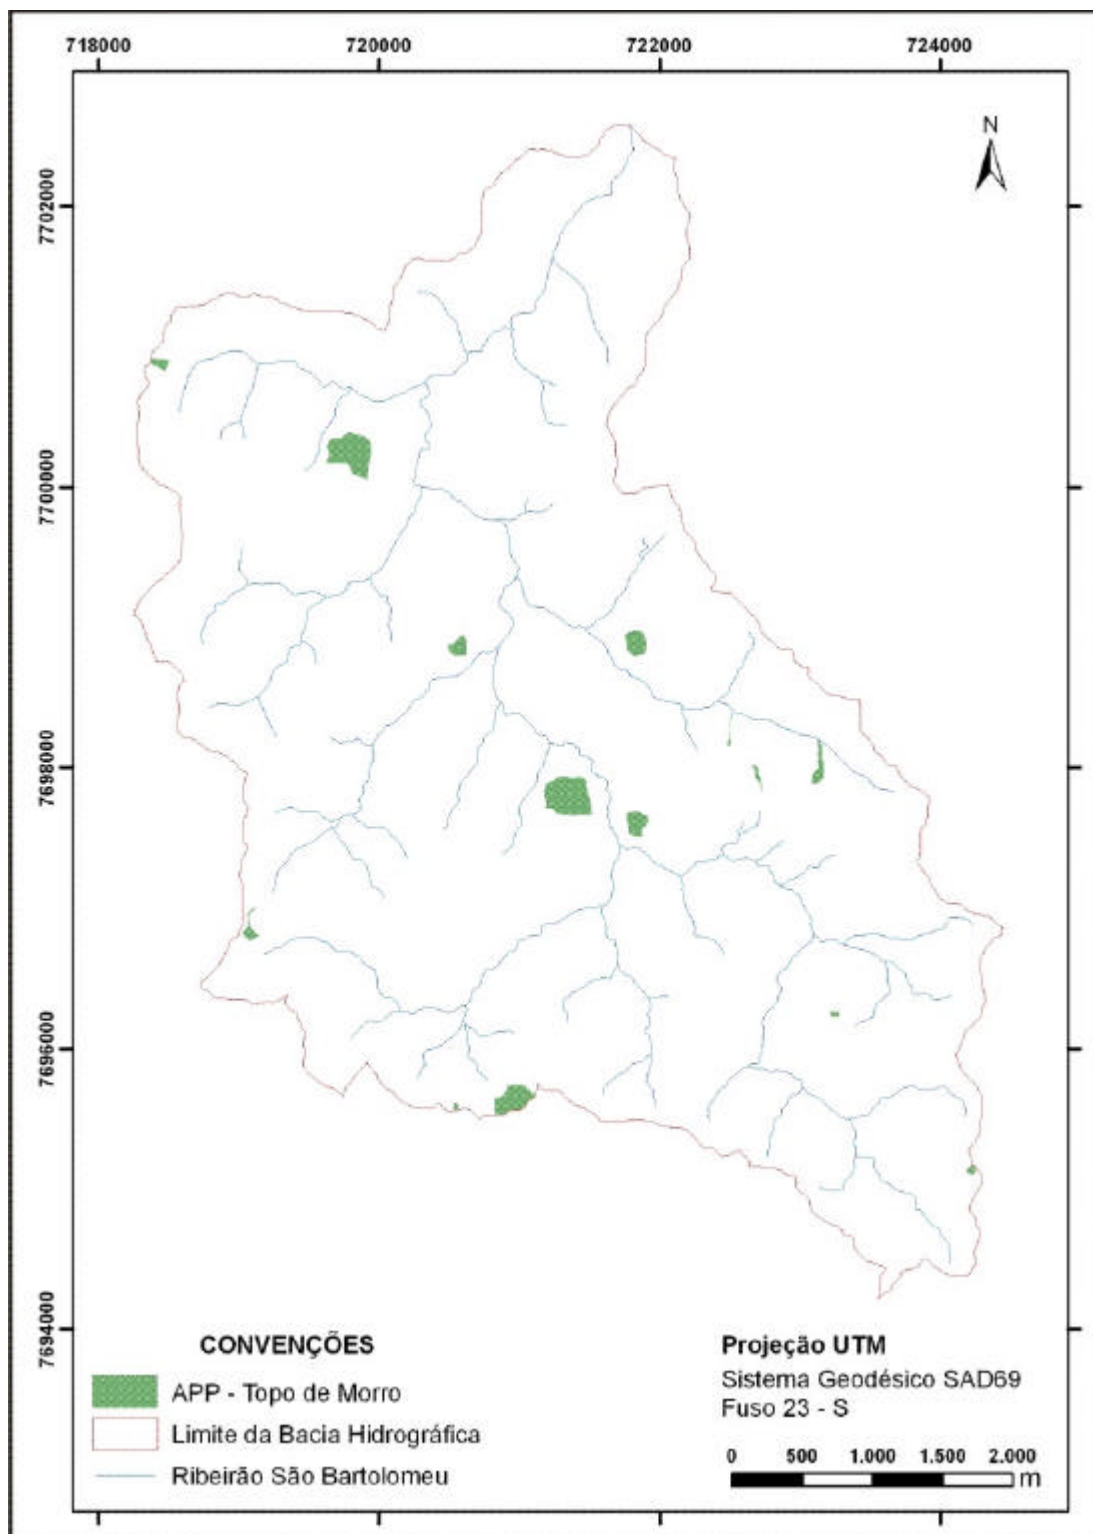 718000 720000 722000 724000
N
7702000
7700000
7698000
7696000
7694000
CONVENÇÕES
APP - Topo de Morro
Limite da Bacia Hidrográfica
Ribeirão São Bartolomeu
Projeção UTM
Sistema Geodésico SAD69
Fuso 23 - S
0 500 1.000 1.500 2.000
m